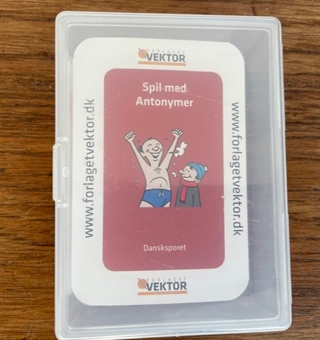 FORLAGET
VEKTOR
Spil med
Antonymer
www.forlagetvektor.dk
www.forlagetvektor.dk
Dansksporet
FORLAGET
VEKTOR